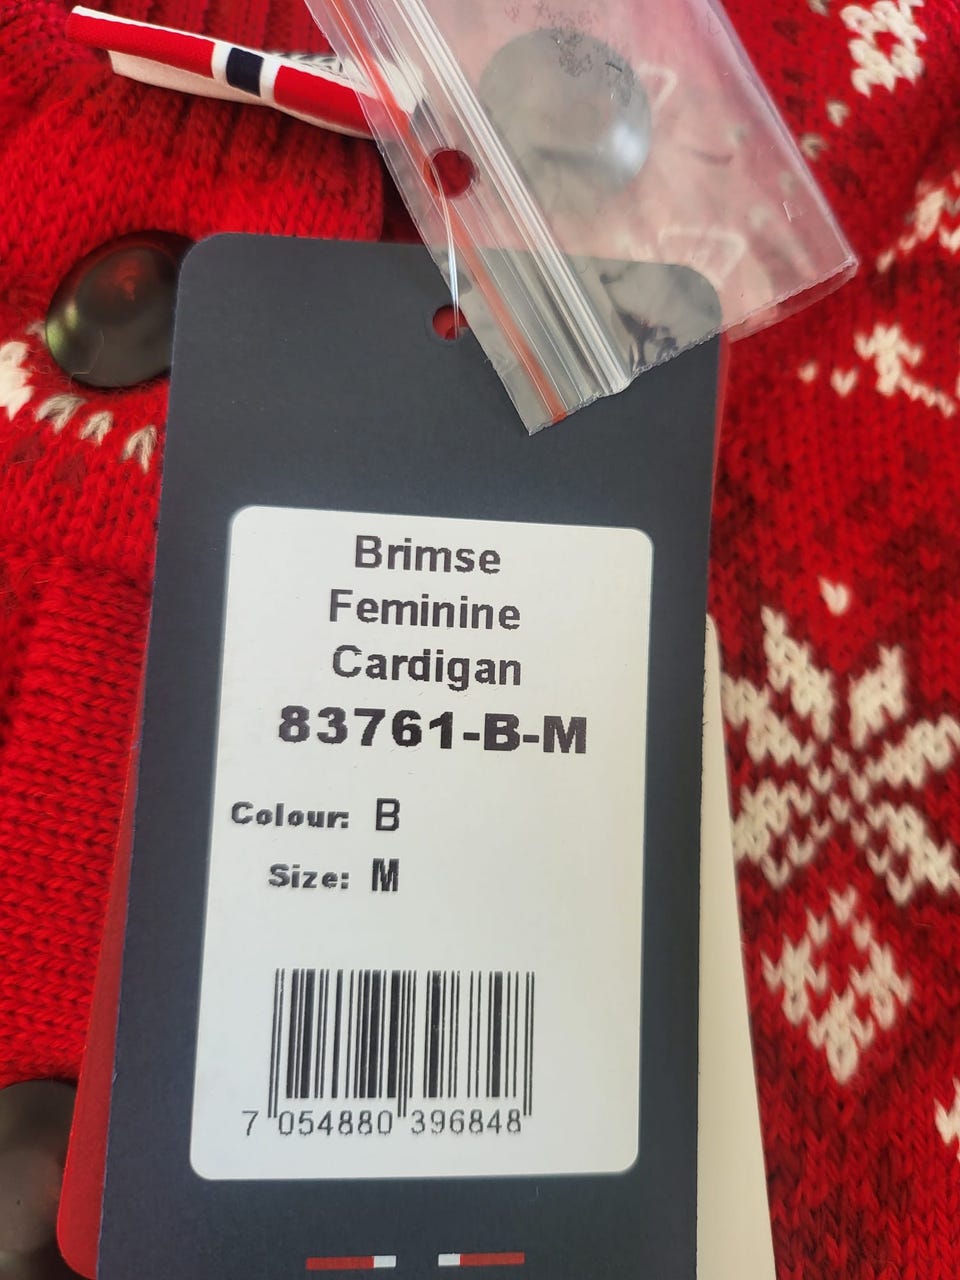 Brimse
Feminine
Cardigan
83761-B-M
Colour: B
Size: M
7 054880 396848